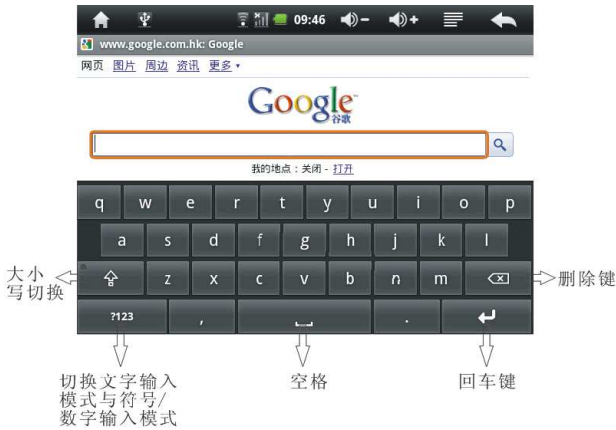 09:46
www.google.com.hk: Google
网页 图片 周边 资讯 更多
Google
谷歌
我的地点：关闭 - 打开
q w e r t y u i o p
a s d f g h j k l
大小
写切换
z x c v b n m
删除键
?123 , .
切换文字输入
模式与符号/
数字输入模式
空格
回车键